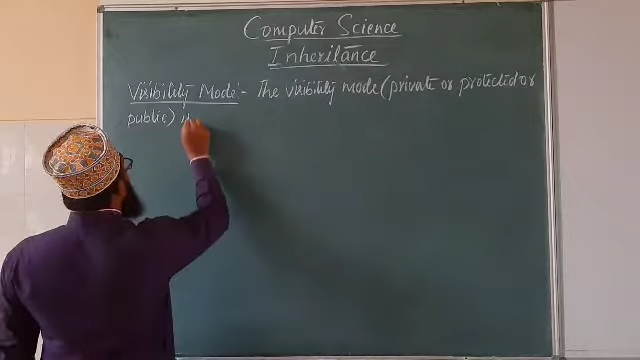 Computer Science
Inheritance
Visibility Mode :- The visibility mode (private or protected or
public) i